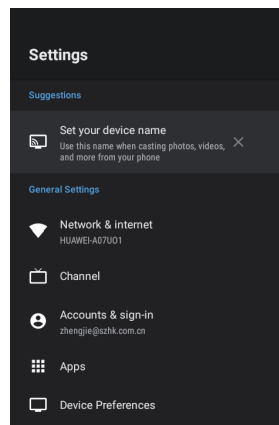 Settings
Suggestions
Set your device name
Use this name when casting photos, videos,
and more from your phone
General Settings
Network & internet
HUAWEI-A07UO1
Channel
Accounts & sign-in
zhengjie@szhk.com.cn
Apps
Device Preferences